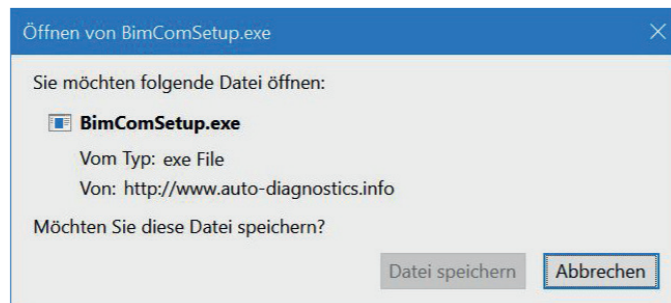 Öffnen von BimComSetup.exe
Sie möchten folgende Datei öffnen:
BimComSetup.exe
Vom Typ: exe File
Von: http://www.auto-diagnostics.info
Möchten Sie diese Datei speichern?
Datei speichern Abbrechen